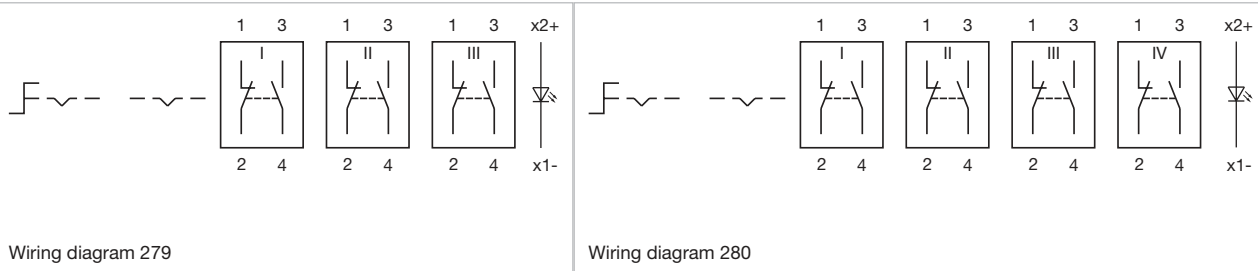 1 3 1 3 1 3 x2+
I II III
2 4 2 4 2 4 x1-
Wiring diagram 279
1 3 1 3 1 3 1 3 x2+
I II III IV
2 4 2 4 2 4 2 4 x1-
Wiring diagram 280